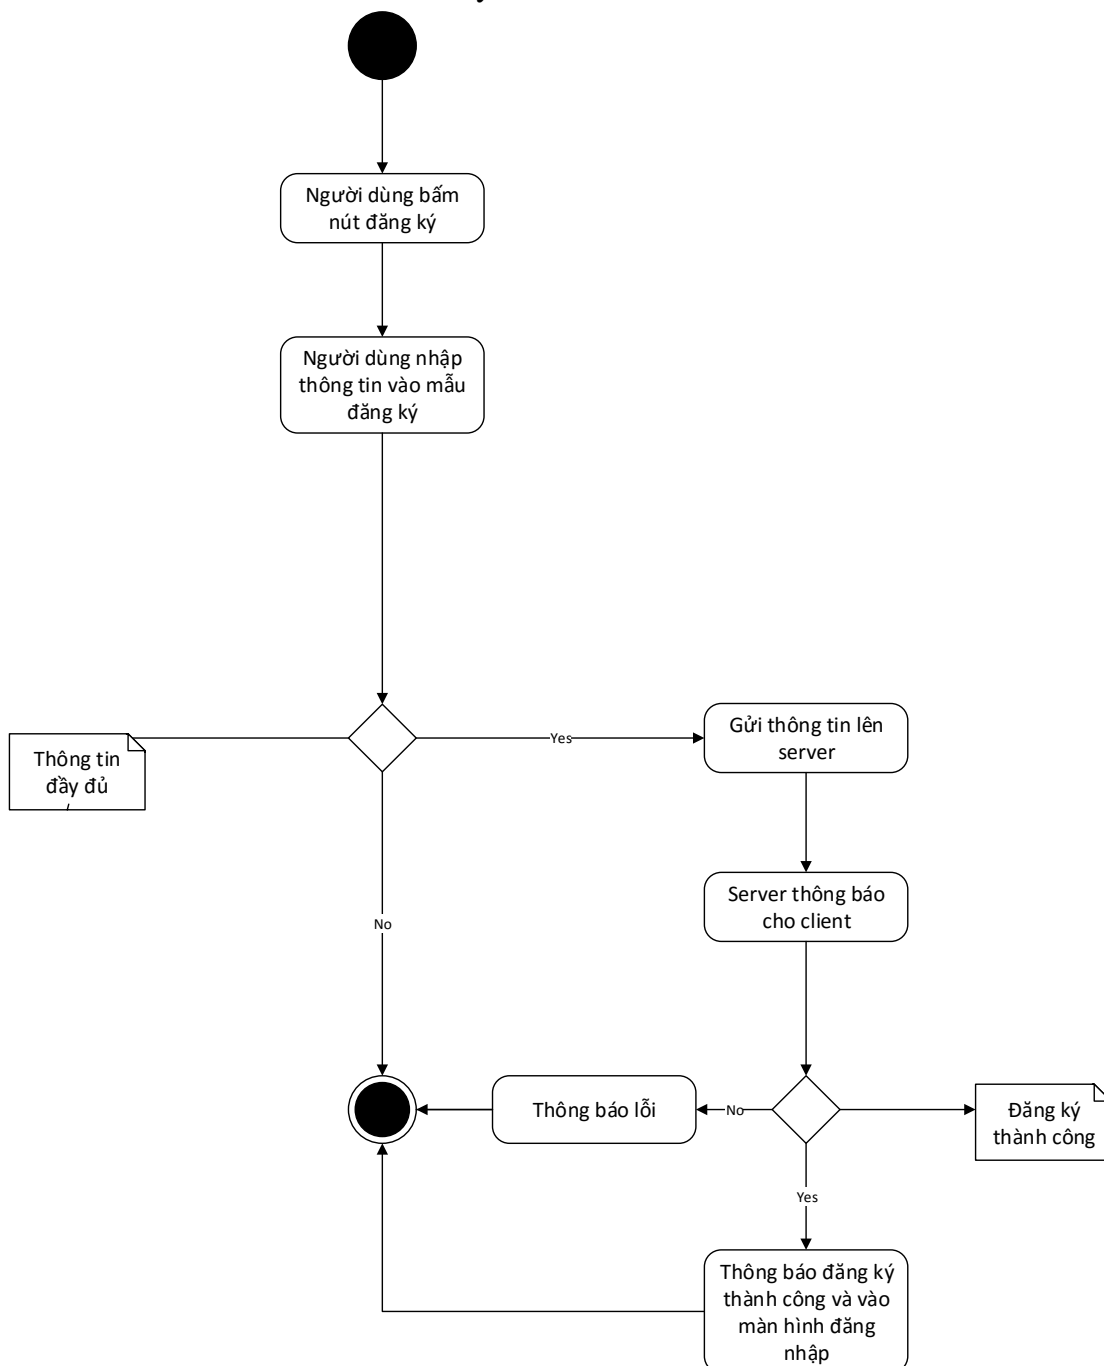 Người dùng bấm
nút đăng ký
Người dùng nhập
thông tin vào mẫu
đăng ký
Thông tin
đầy đủ
Yes
Gửi thông tin lên
server
Server thông báo
cho client
No
Thông báo lỗi
No
Đăng ký
thành công
Yes
Thông báo đăng ký
thành công và vào
màn hình đăng
nhập